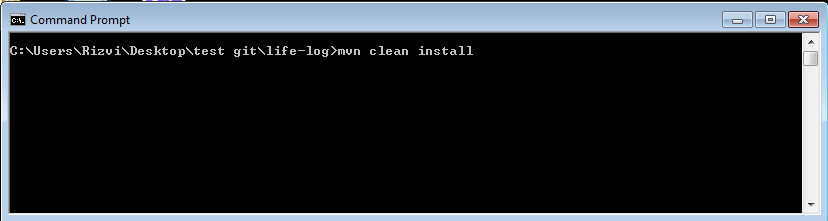 Command Prompt
C:\Users\Rizvi\Desktop\test git\life-log>mvn clean install